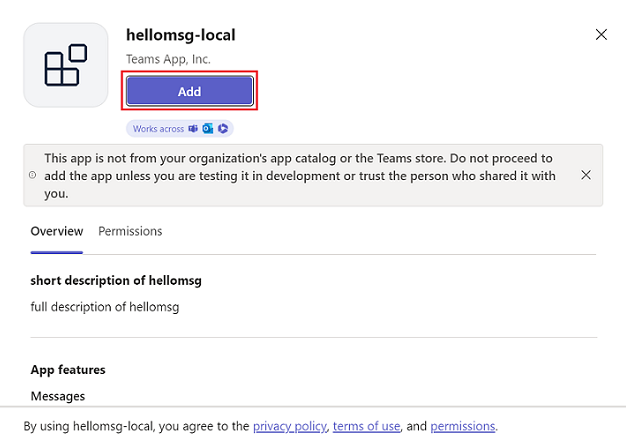 hellomsg-local
Teams App, Inc.
Add
Works across
This app is not from your organization's app catalog or the Teams store. Do not proceed to
add the app unless you are testing it in development or trust the person who shared it with
you.
Overview Permissions
short description of hellomsg
full description of hellomsg
App features
Messages
By using hellomsg-local, you agree to the privacy policy, terms of use, and permissions.